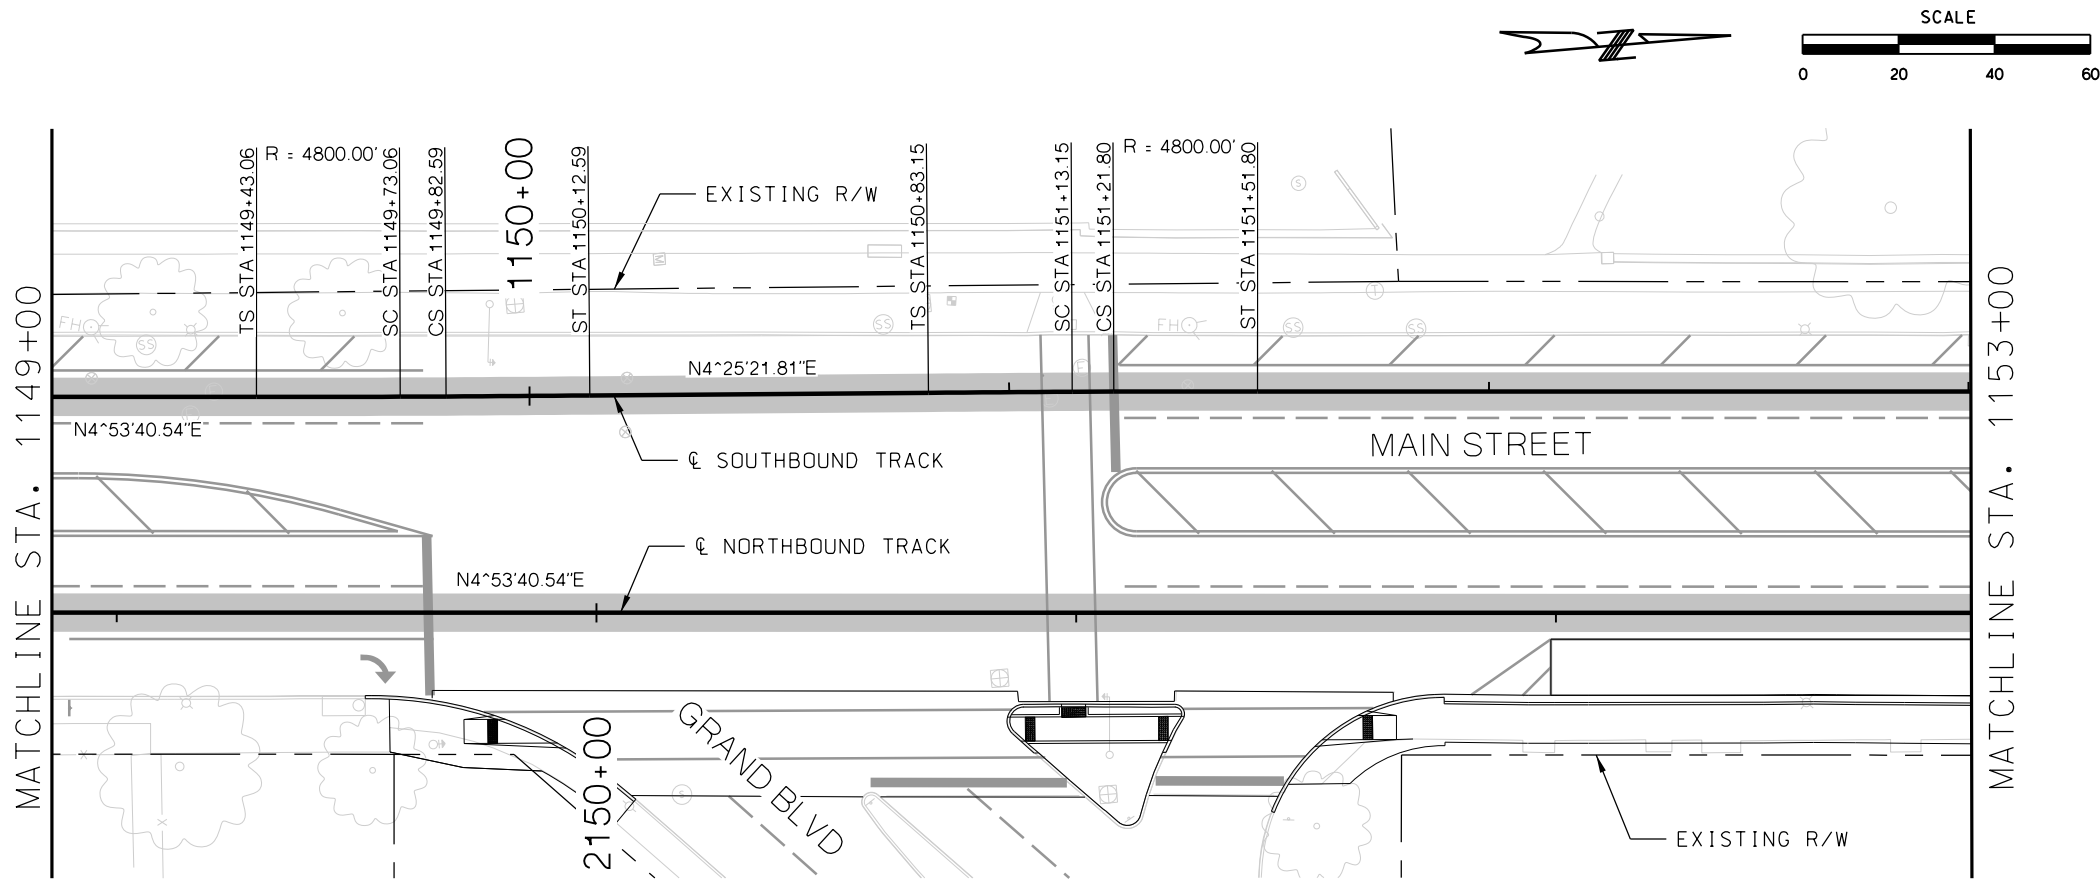 SCALE
0 20 40 60
TS STA 1149+43.06
R = 4800.00'
SC STA 1149+73.06
CS STA 1149+82.59
1150+00
ST STA 1150+12.59
EXISTING R/W
TS STA 1150+83.15
SC STA 1151+13.15
CS STA 1151+21.80
R = 4800.00'
ST STA 1151+51.80
S
M
T
FH
SS
SS
FH
SS
SS
F
MATCHLINE STA. 1149+00
MATCHLINE STA. 1153+00
N4^25'21.81"E
N4^53'40.54"E
℄ SOUTHBOUND TRACK
MAIN STREET
℄ NORTHBOUND TRACK
N4^53'40.54"E
GRAND BLVD
2150+00
S
EXISTING R/W